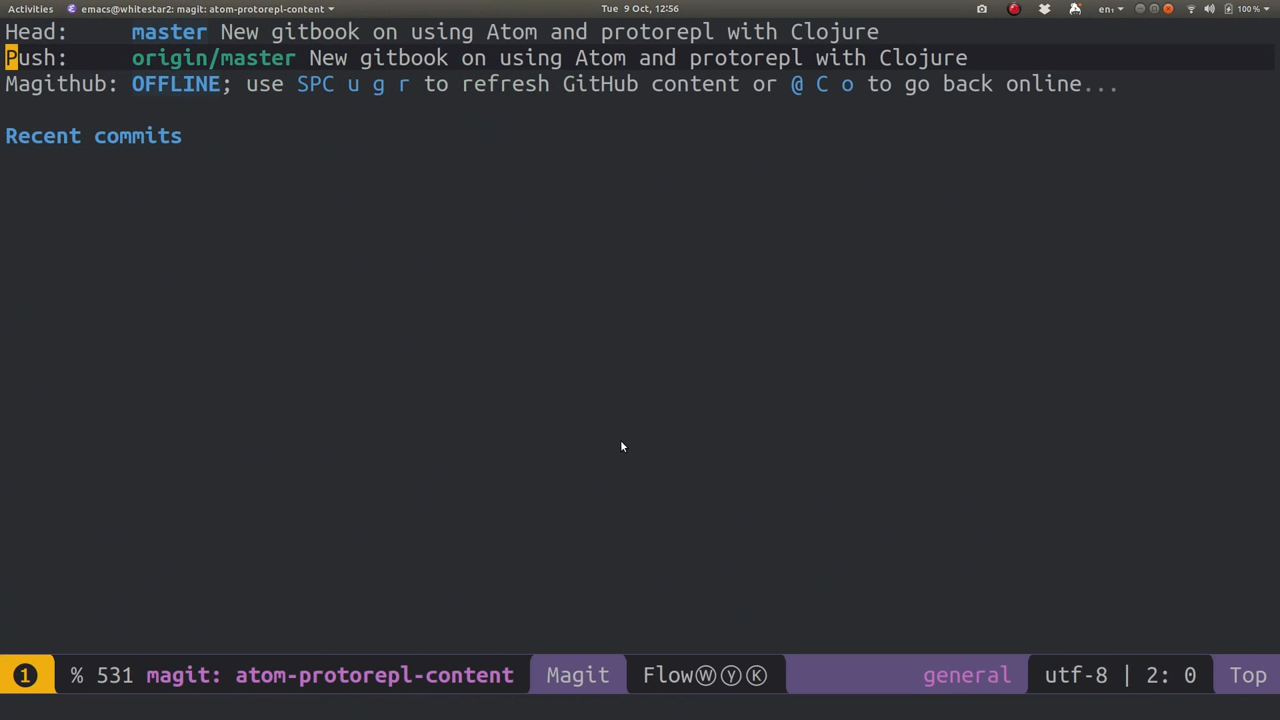 Activities emacs@whitestar2: magit: atom-protorepl-content Tue 9 Oct, 12:56 en₁ 100 %
Head: master New gitbook on using Atom and protorepl with Clojure
Push: origin/master New gitbook on using Atom and protorepl with Clojure
Magithub: OFFLINE; use SPC u g r to refresh GitHub content or @ C o to go back online...
Recent commits
❶ % 531 magit: atom-protorepl-content Magit FlowⓌⓨⓀ general utf-8 | 2: 0 Top